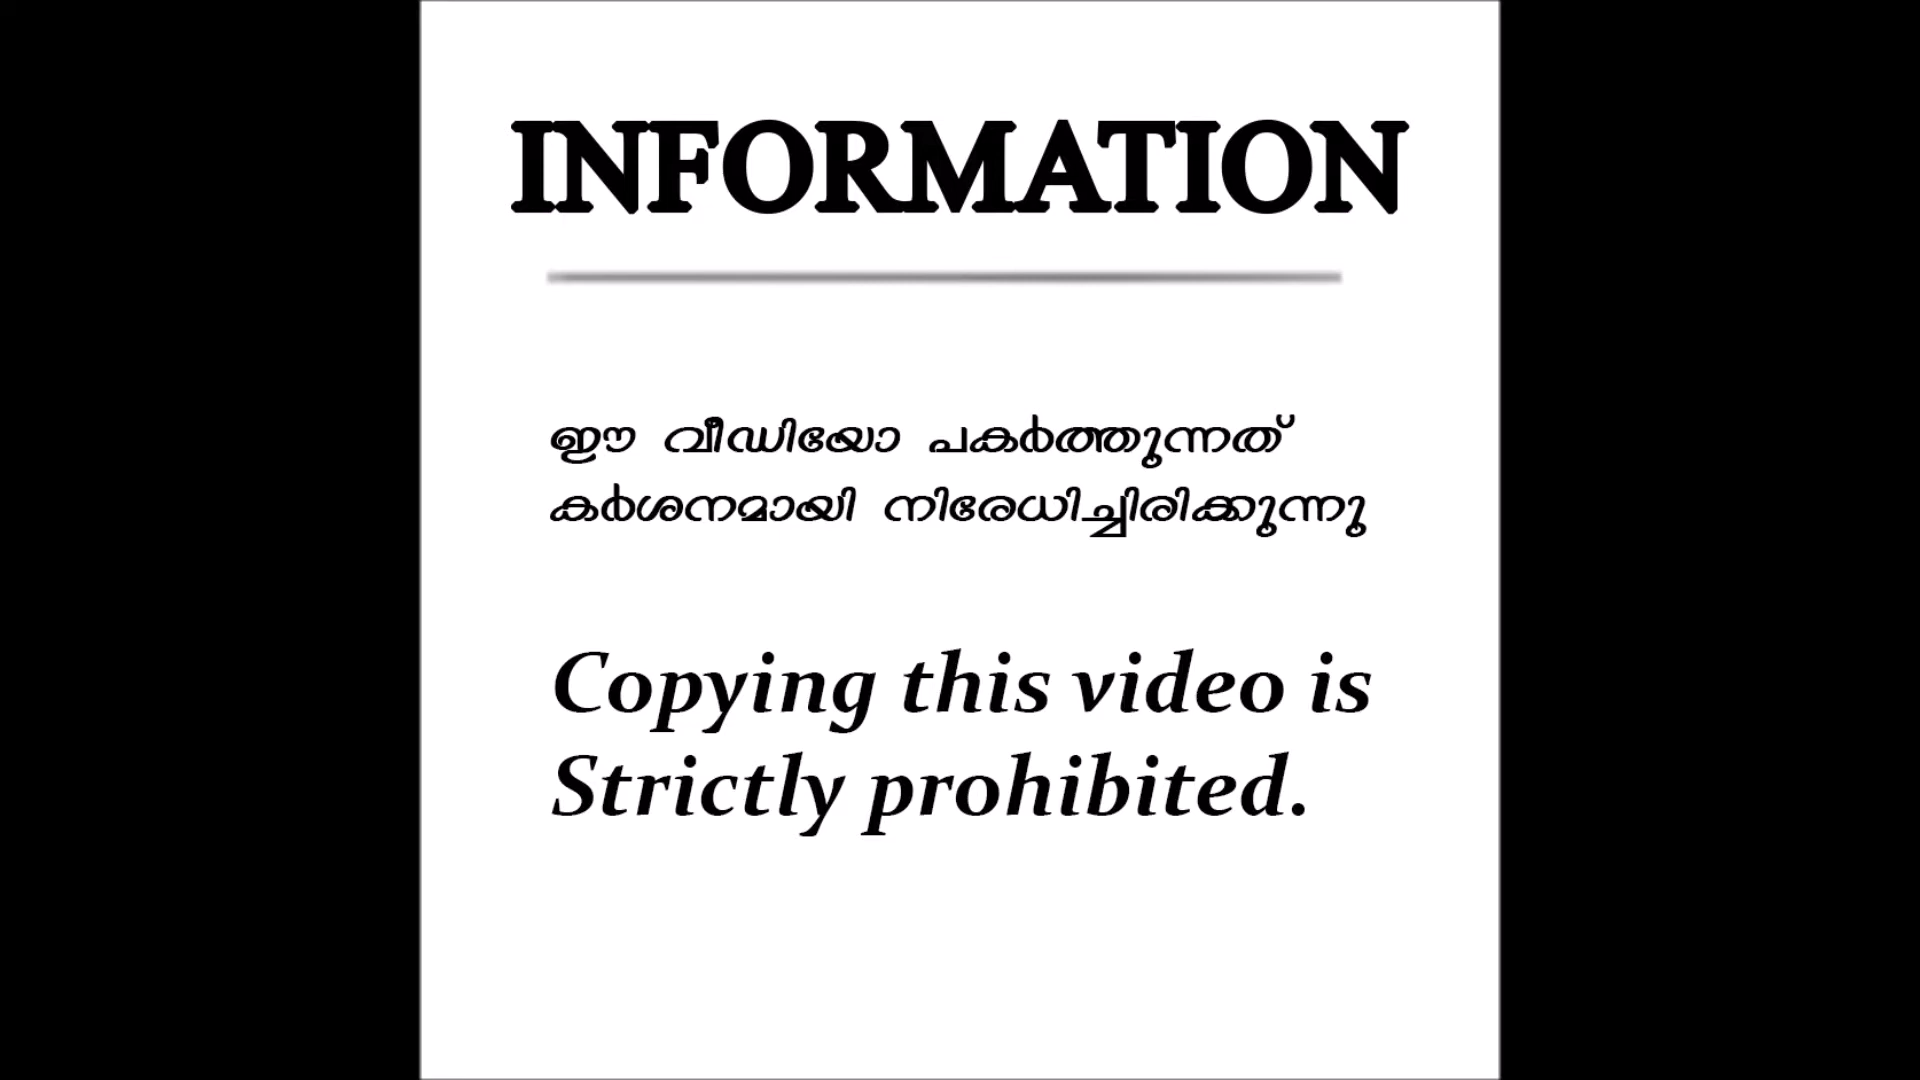 INFORMATION
ഈ വീഡിയോ പകർത്തുന്നത്
കർശനമായി നിരേധിച്ചിരിക്കുന്നു
Copying this video is
Strictly prohibited.